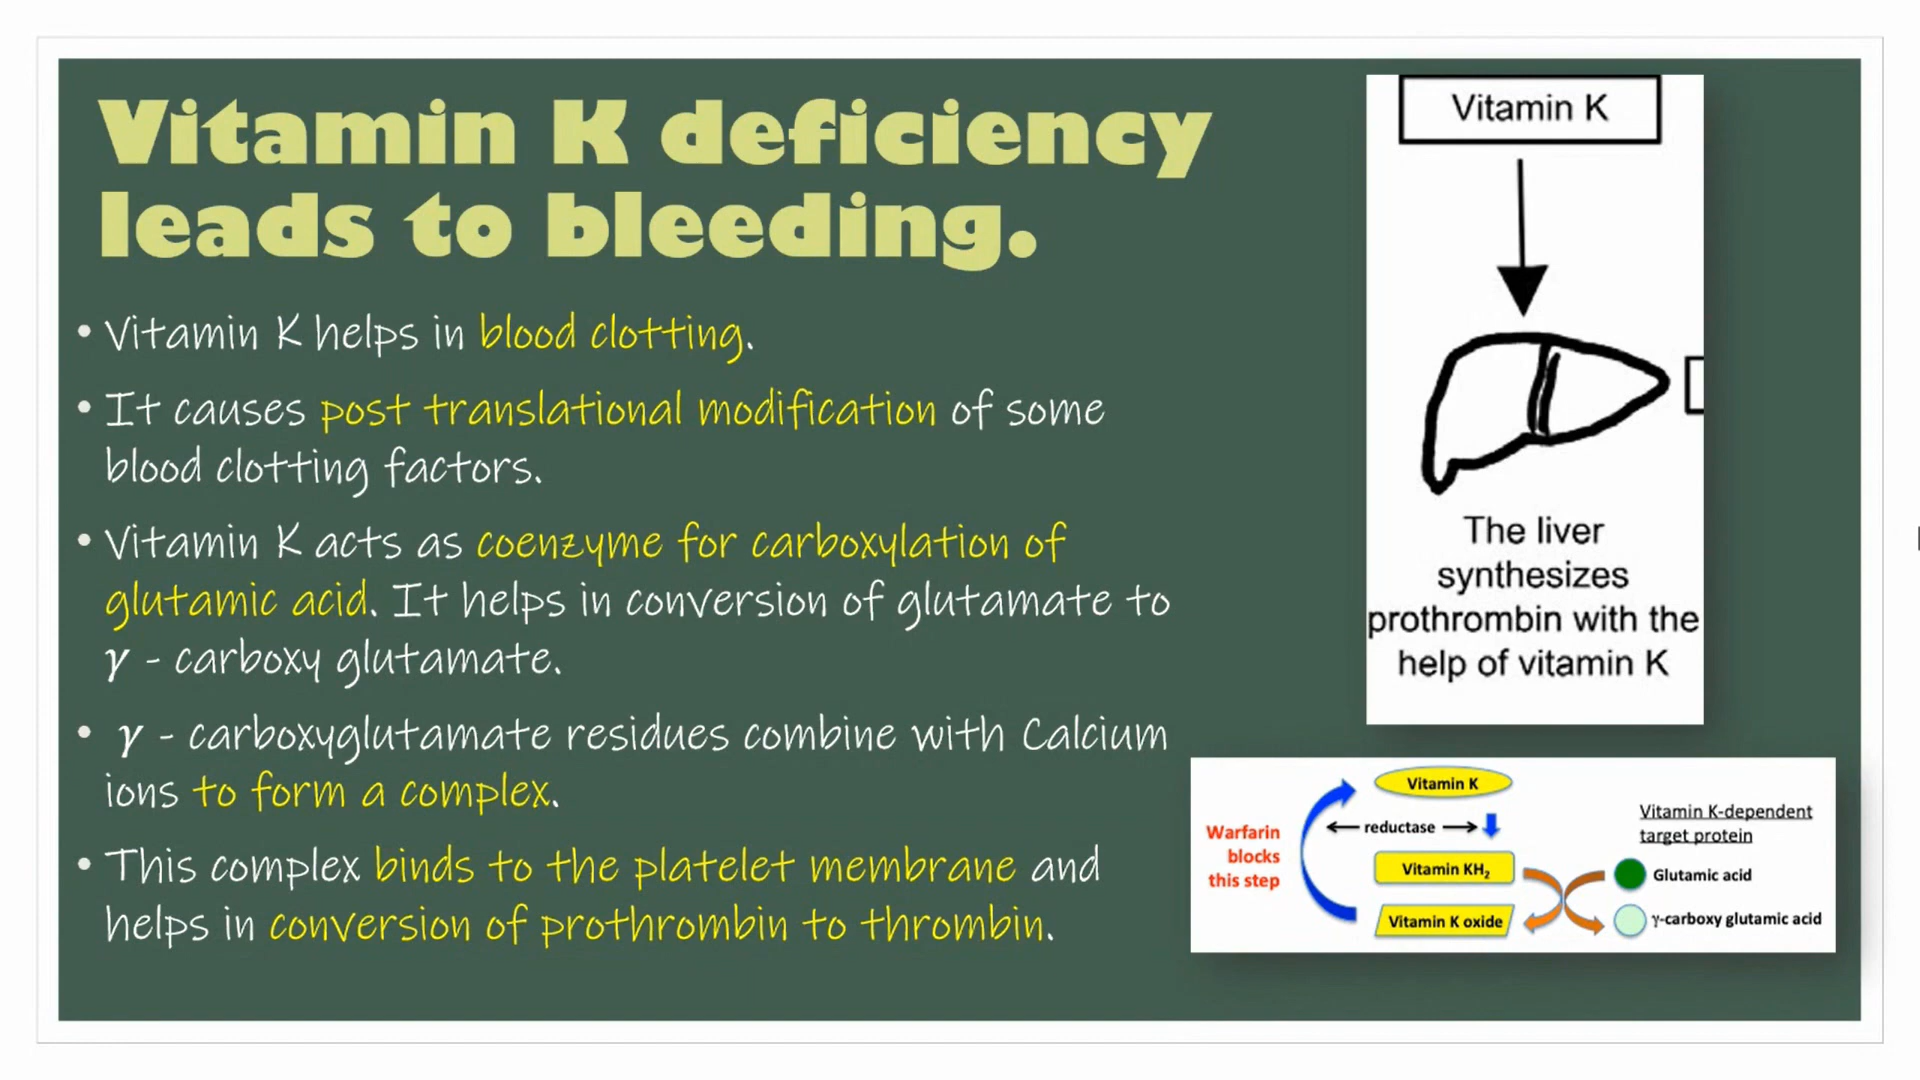 Vitamin K deficiency
leads to bleeding.
• Vitamin K helps in blood clotting.
• It causes post translational modification of some
blood clotting factors.
• Vitamin K acts as coenzyme for carboxylation of
glutamic acid. It helps in conversion of glutamate to
γ - carboxy glutamate.
• γ - carboxyglutamate residues combine with Calcium
ions to form a complex.
• This complex binds to the platelet membrane and
helps in conversion of prothrombin to thrombin.
Vitamin K
The liver
synthesizes
prothrombin with the
help of vitamin K
Warfarin
blocks
this step
Vitamin K
reductase
Vitamin KH₂
Vitamin K oxide
Vitamin K-dependent
target protein
Glutamic acid
γ-carboxy glutamic acid